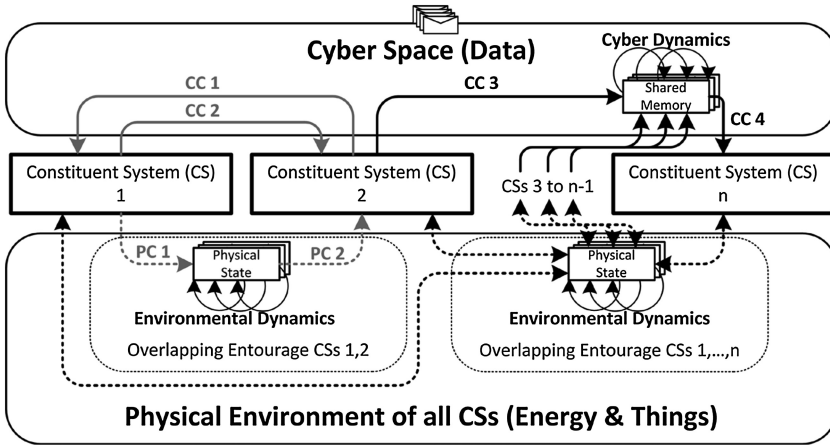 Cyber Space (Data)
Cyber Dynamics
CC 1
CC 2
CC 3
Shared
Memory
CC 4
Constituent System (CS)
1
Constituent System (CS)
2
CSs 3 to n-1
Constituent System (CS)
n
PC 1
Physical
State
PC 2
Environmental Dynamics
Overlapping Entourage CSs 1,2
Physical
State
Environmental Dynamics
Overlapping Entourage CSs 1,...,n
Physical Environment of all CSs (Energy & Things)